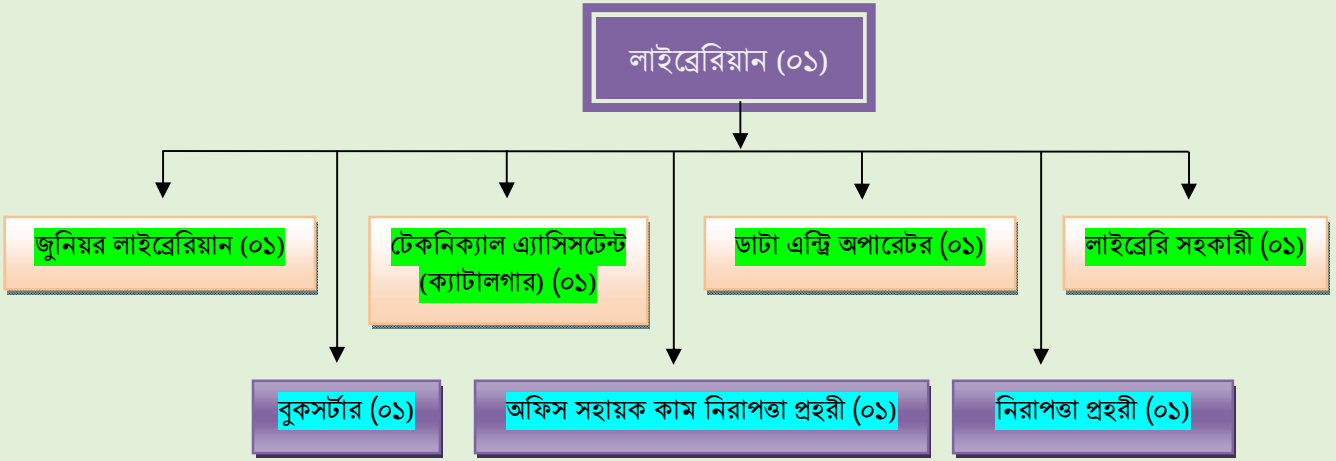 লাইব্রেরিয়ান (০১)
জুনিয়র লাইব্রেরিয়ান (০১)
টেকনিক্যাল এ্যাসিসটেন্ট
(ক্যাটালগার) (০১)
ডাটা এন্ট্রি অপারেটর (০১)
লাইব্রেরি সহকারী (০১)
বুকসর্টার (০১)
অফিস সহায়ক কাম নিরাপত্তা প্রহরী (০১)
নিরাপত্তা প্রহরী (০১)